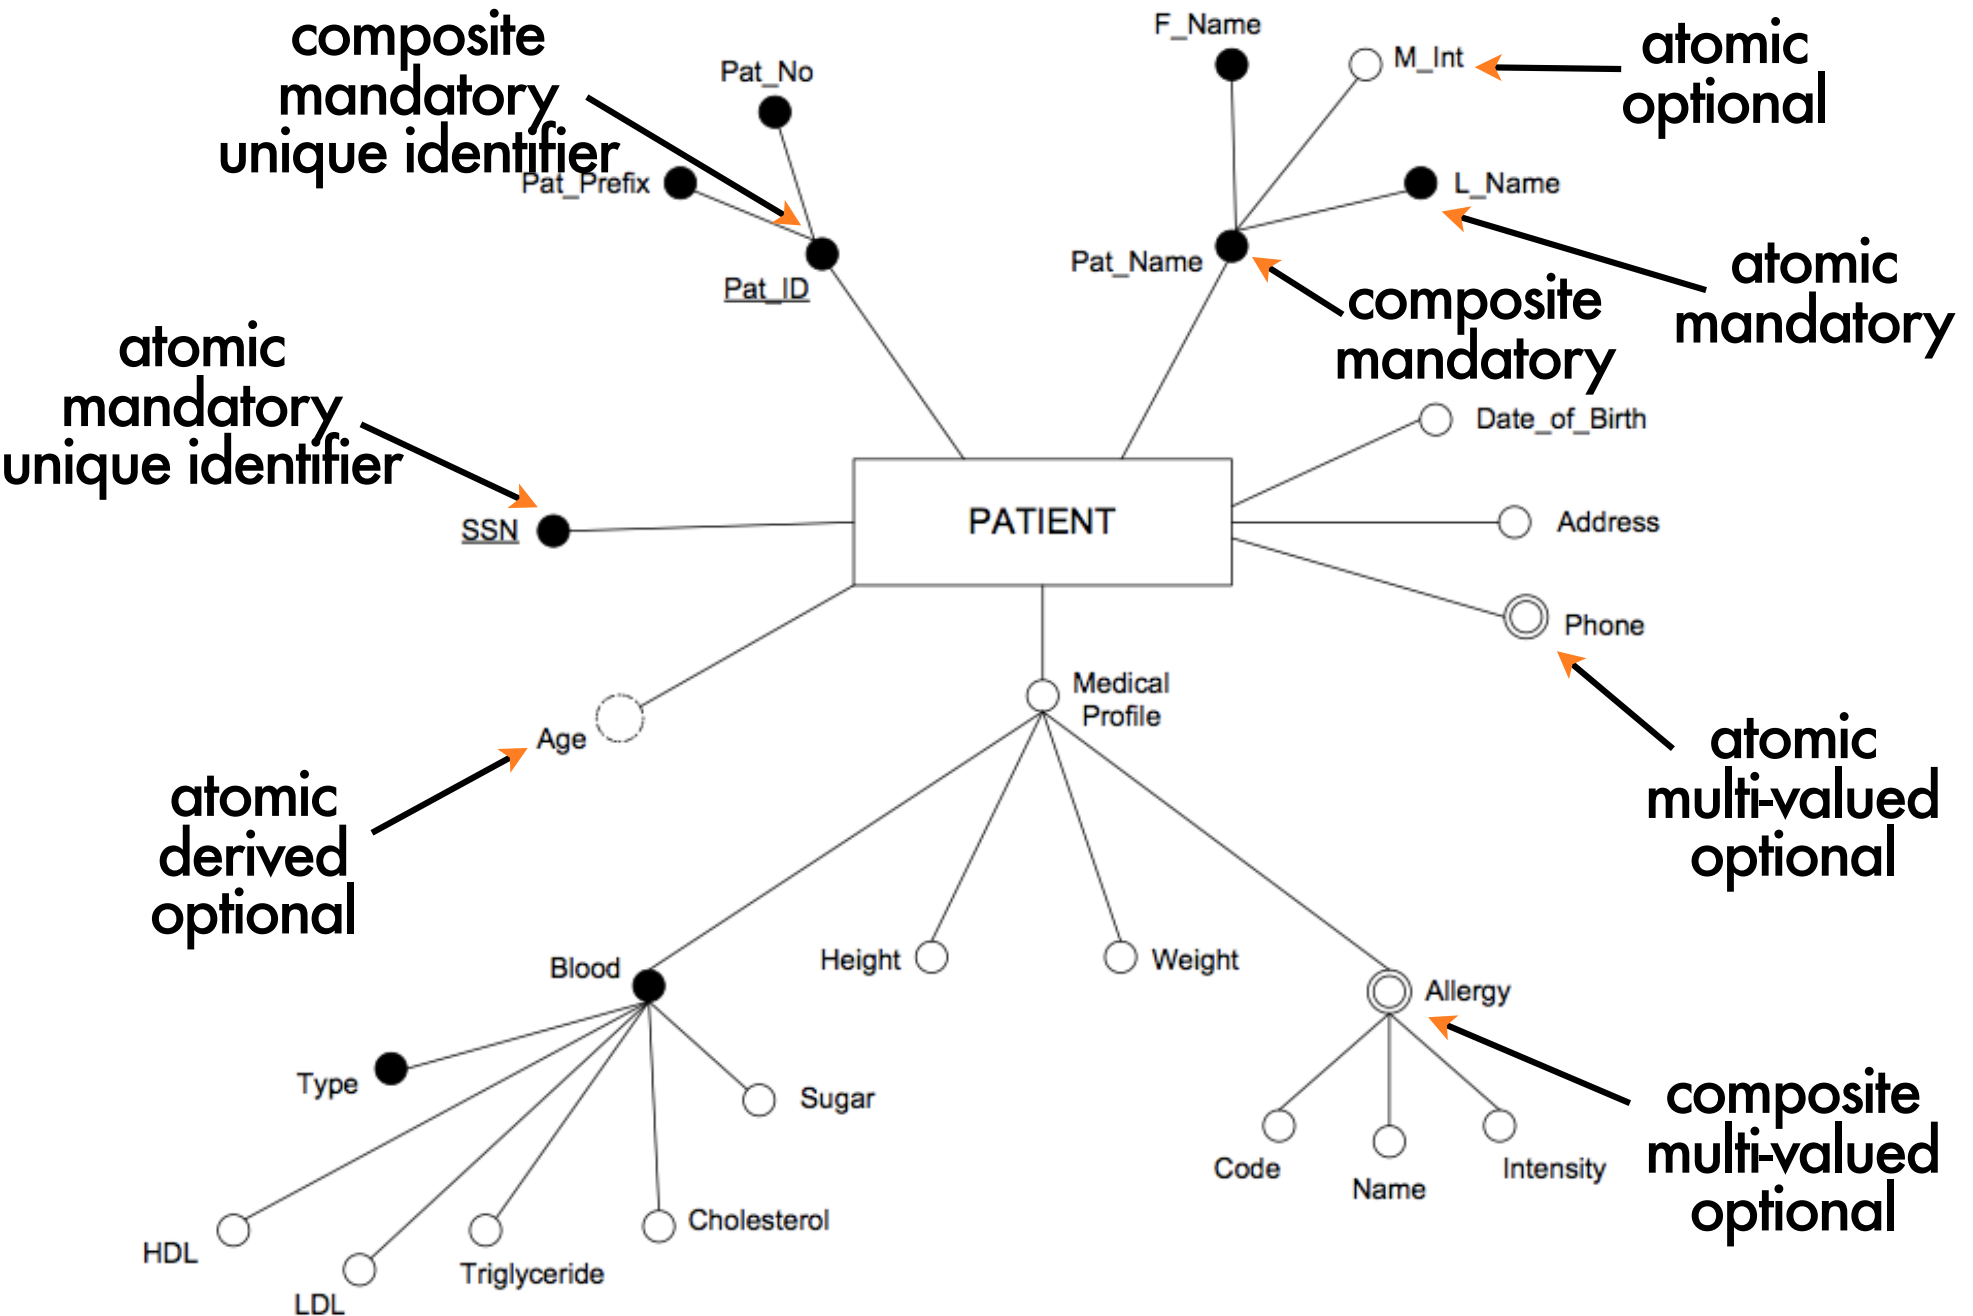 composite
mandatory
unique identifier
Pat_No
Pat_Prefix
Pat_ID
F_Name
M_Int
atomic
optional
L_Name
Pat_Name
composite
mandatory
atomic
mandatory
atomic
mandatory
unique identifier
SSN
PATIENT
Date_of_Birth
Address
Phone
atomic
multi-valued
optional
Age
atomic
derived
optional
Medical
Profile
Blood
Height
Weight
Allergy
Type
Sugar
HDL
LDL
Triglyceride
Cholesterol
Code
Name
Intensity
composite
multi-valued
optional